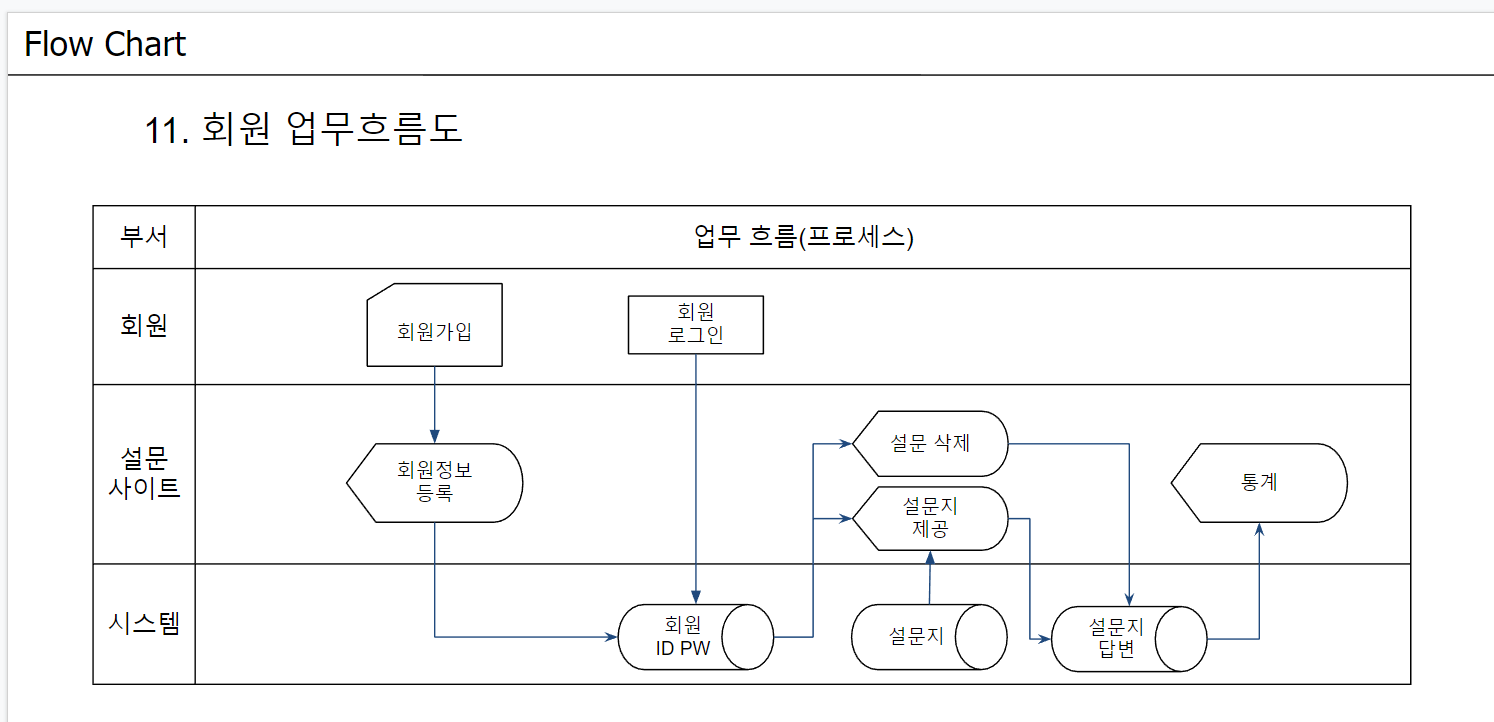 Flow Chart
11. 회원 업무흐름도
부서
업무 흐름(프로세스)
회원
회원가입
회원
로그인
설문
사이트
회원정보
등록
설문 삭제
설문지
제공
통계
시스템
회원
ID PW
설문지
설문지
답변